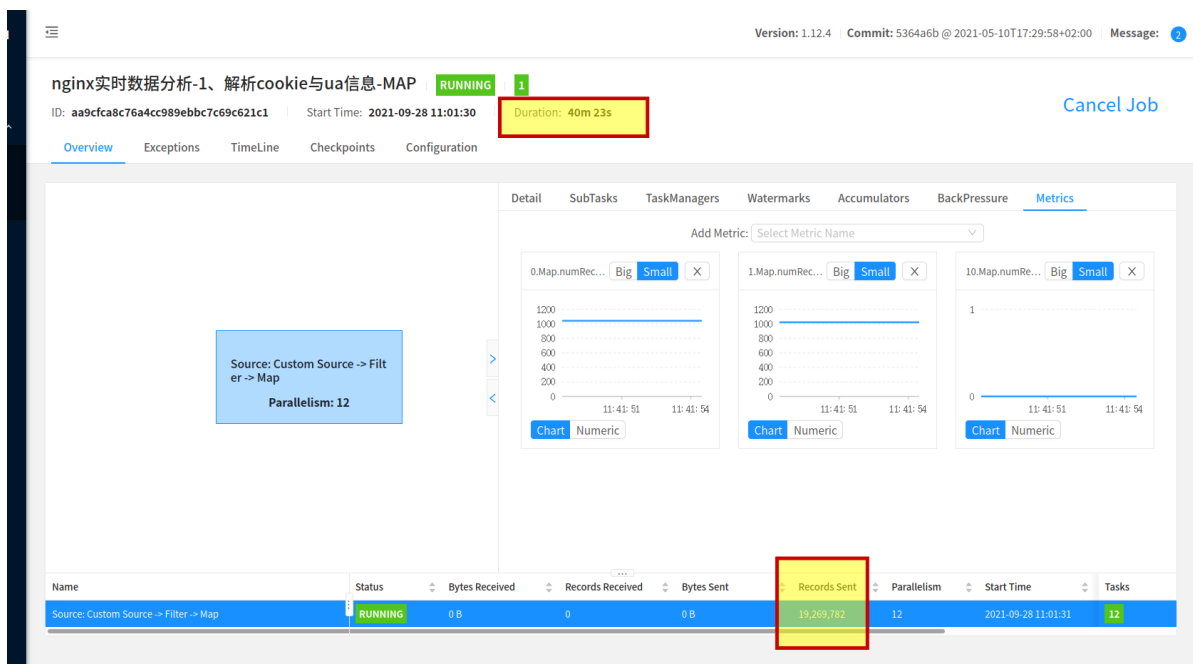 Version: 1.12.4 Commit: 5364a6b @ 2021-05-10T17:29:58+02:00 Message: 2
nginx实时数据分析-1、解析cookie与ua信息-MAP RUNNING 1
ID: aa9cfca8c76a4cc989ebbc7c69c621c1 Start Time: 2021-09-28 11:01:30 Duration: 40m 23s
Cancel Job
Overview Exceptions TimeLine Checkpoints Configuration
Detail SubTasks TaskManagers Watermarks Accumulators BackPressure Metrics
Add Metric: Select Metric Name
0.Map.numRec... Big Small X
1200
1000
800
600
400
200
0
11:41:51 11:41:54
Chart Numeric
1.Map.numRec... Big Small X
1200
1000
800
600
400
200
0
11:41:51 11:41:54
Chart Numeric
10.Map.numRe... Big Small X
1
0
11:41:51 11:41:54
Chart Numeric
Source: Custom Source -> Filt
er -> Map
Parallelism: 12
Name Status Bytes Received Records Received Bytes Sent Records Sent Parallelism Start Time Tasks
Source: Custom Source -> Filter -> Map RUNNING 0 B 0 0 B 19,269,782 12 2021-09-28 11:01:31 12